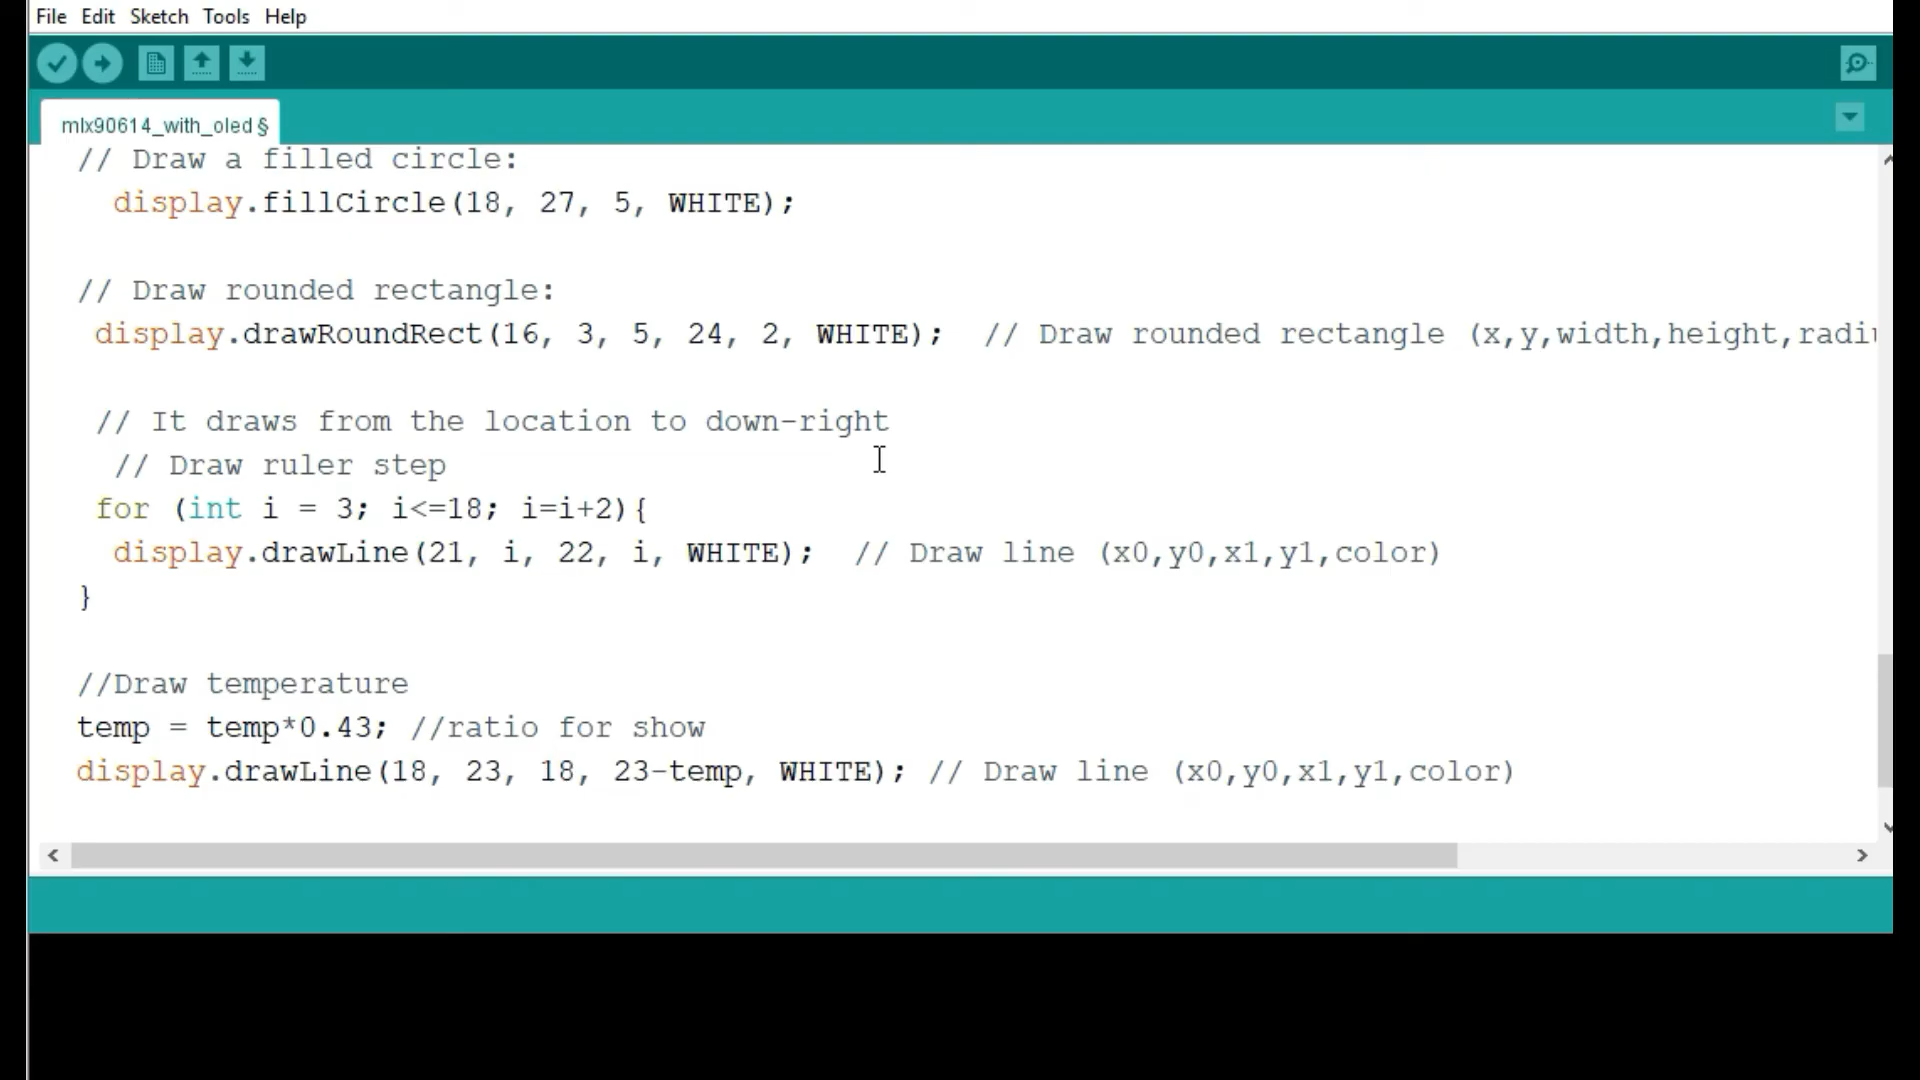 File Edit Sketch Tools Help
mlx90614_with_oled §
// Draw a filled circle:
display.fillCircle(18, 27, 5, WHITE);
// Draw rounded rectangle:
display.drawRoundRect(16, 3, 5, 24, 2, WHITE);  // Draw rounded rectangle (x,y,width,height,radiu
// It draws from the location to down-right
// Draw ruler step
for (int i = 3; i<=18; i=i+2){
display.drawLine(21, i, 22, i, WHITE);  // Draw line (x0,y0,x1,y1,color)
}
//Draw temperature
temp = temp*0.43; //ratio for show
display.drawLine(18, 23, 18, 23-temp, WHITE); // Draw line (x0,y0,x1,y1,color)